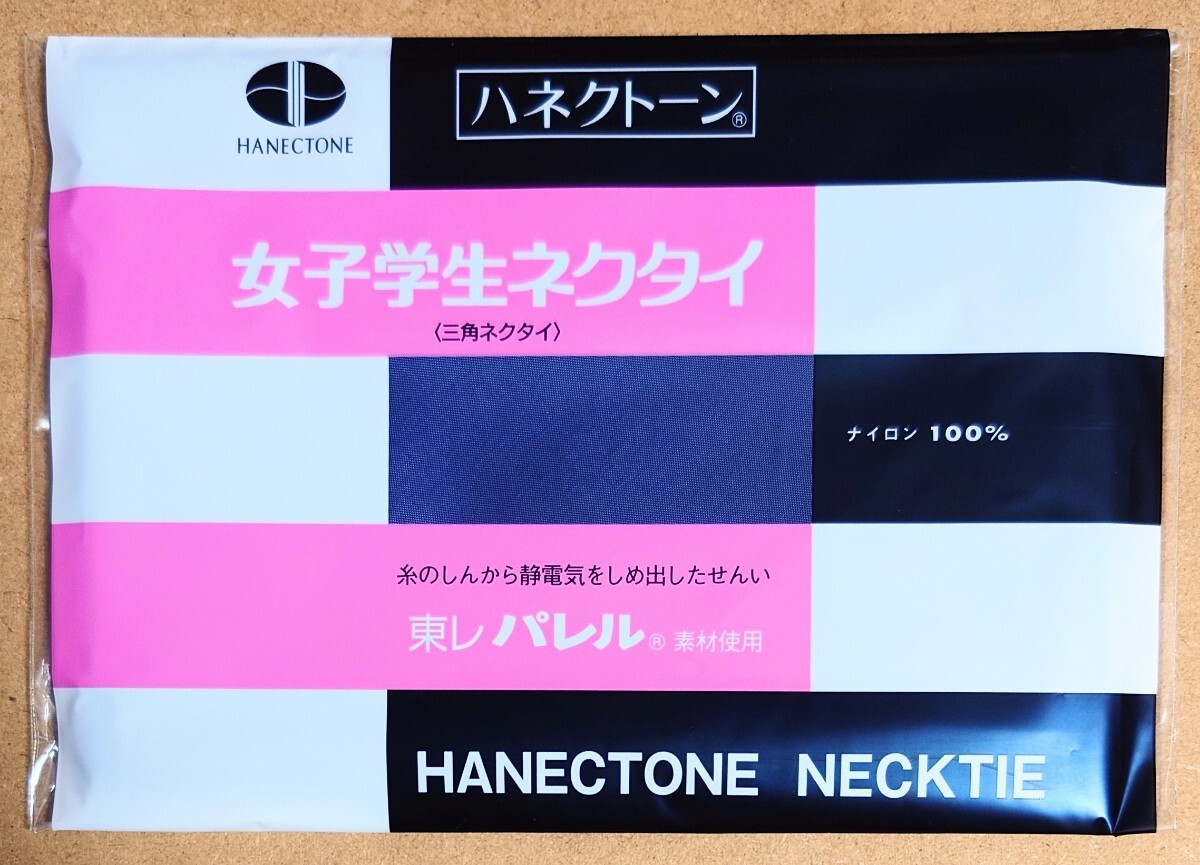 HANECTONE
ハネクトーン®
女子学生ネクタイ
〈三角ネクタイ〉
ナイロン 100%
糸のしんから静電気をしめ出したせんい
東レ パレル® 素材使用
HANECTONE NECKTIE